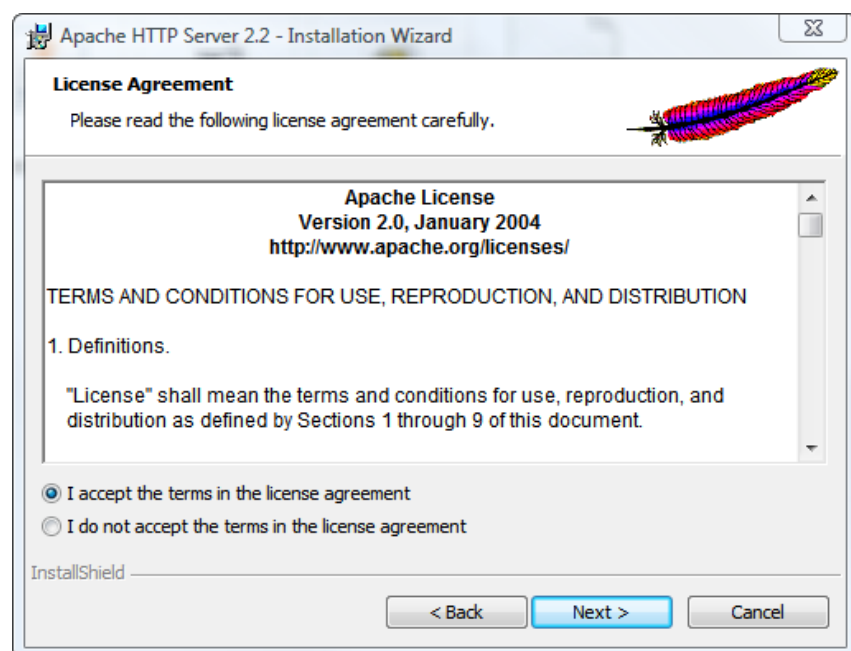 Apache HTTP Server 2.2 - Installation Wizard
License Agreement
Please read the following license agreement carefully.
Apache License
Version 2.0, January 2004
http://www.apache.org/licenses/
TERMS AND CONDITIONS FOR USE, REPRODUCTION, AND DISTRIBUTION
1. Definitions.
"License" shall mean the terms and conditions for use, reproduction, and
distribution as defined by Sections 1 through 9 of this document.
I accept the terms in the license agreement
I do not accept the terms in the license agreement
InstallShield
< Back Next > Cancel